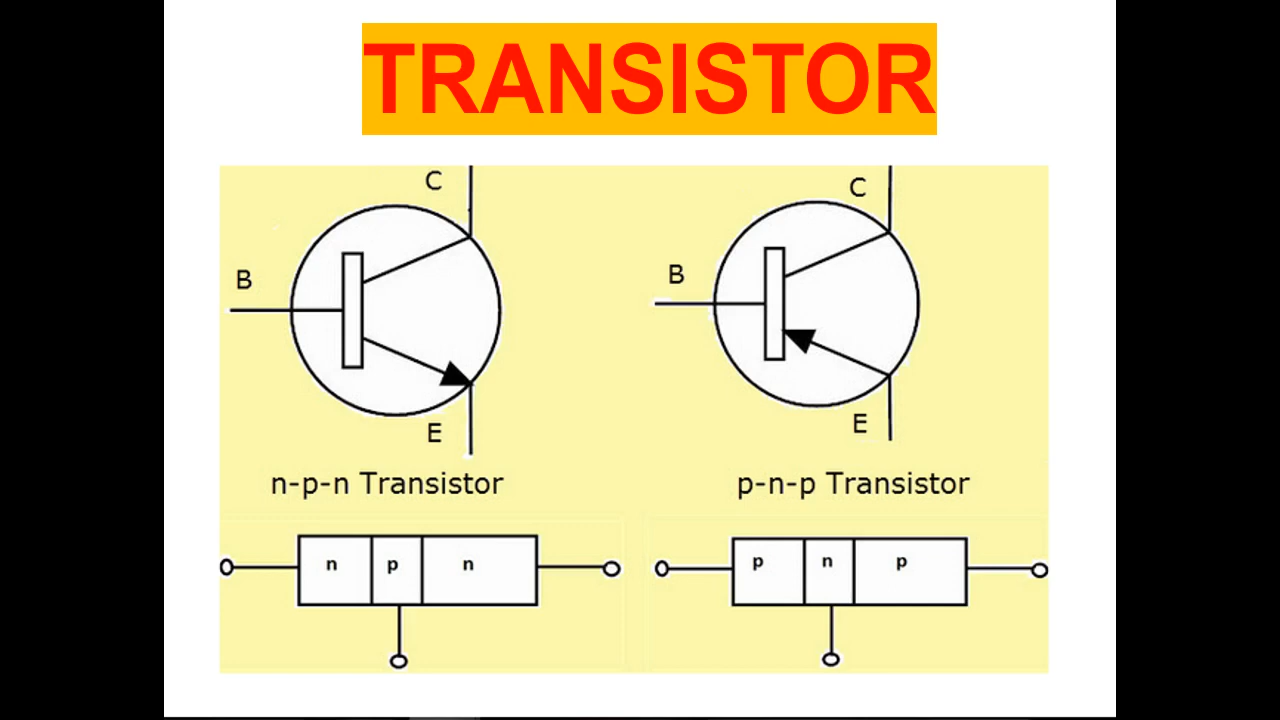 TRANSISTOR
C
C
B
B
E
E
n-p-n Transistor
p-n-p Transistor
n p n
p n p